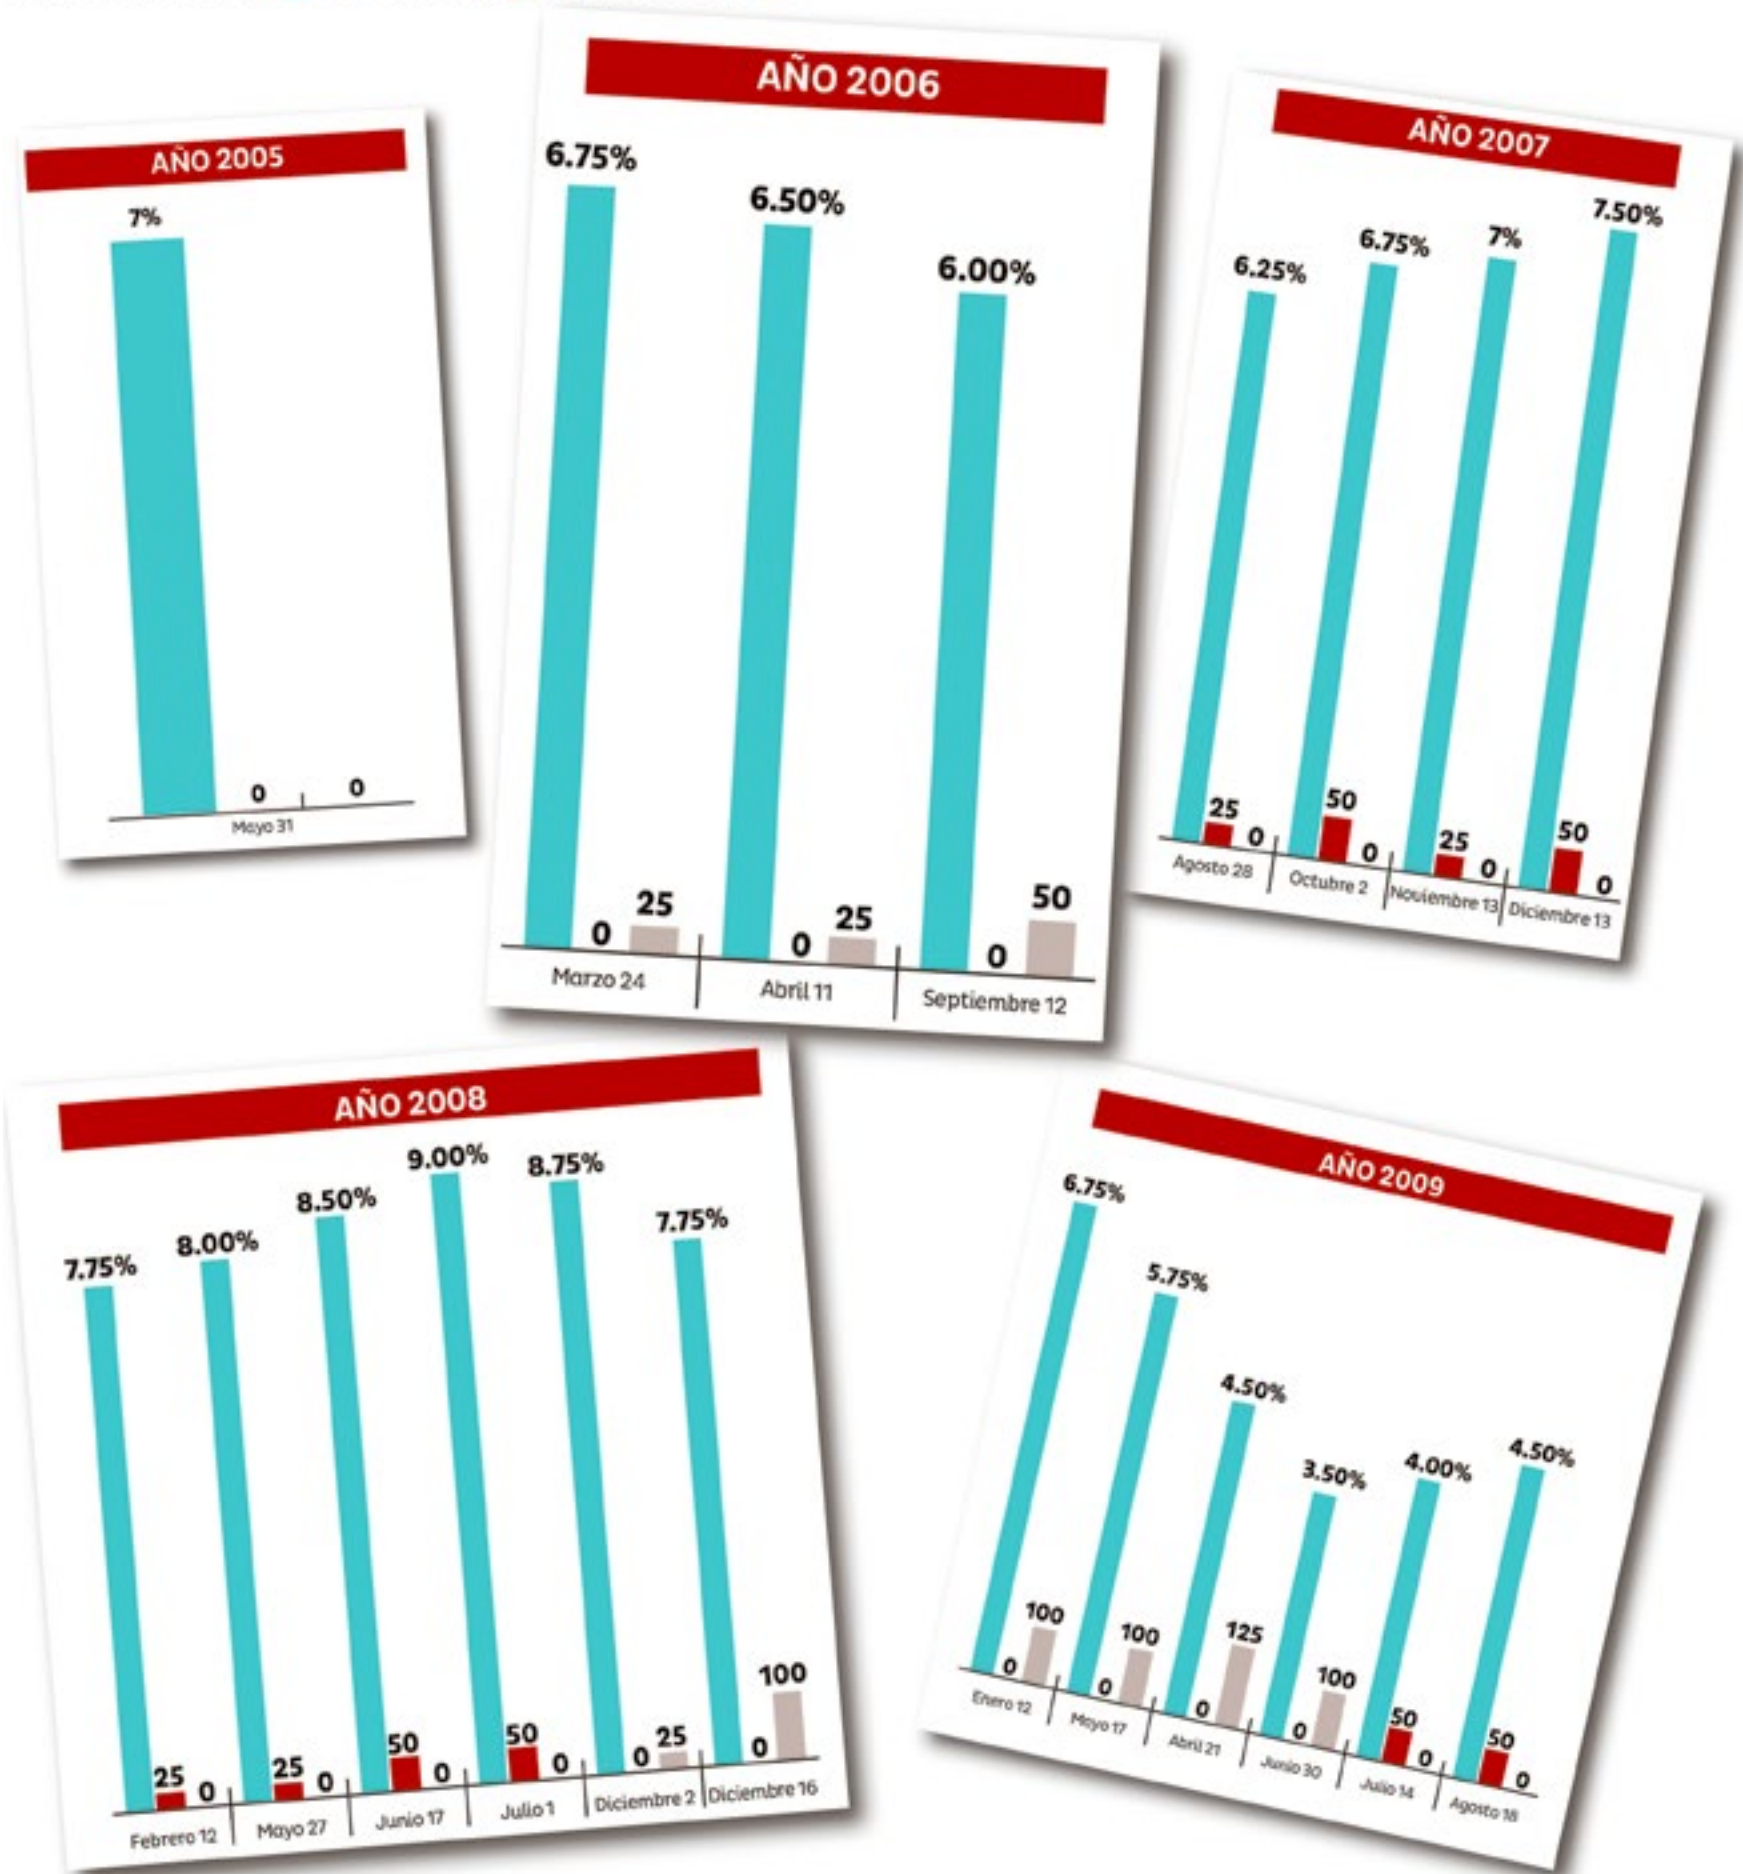 AÑO 2005
7%
0 0
Mayo 31
AÑO 2006
6.75%
6.50%
6.00%
0 25 0 25 0 50
Marzo 24 Abril 11 Septiembre 12
AÑO 2007
6.25% 6.75% 7% 7.50%
25 0 50 0 25 0 50 0
Agosto 28 Octubre 2 Noviembre 13 Diciembre 13
AÑO 2008
7.75% 8.00% 8.50% 9.00% 8.75% 7.75%
25 0 25 0 50 0 50 0 0 25 0 100
Febrero 12 Mayo 27 Junio 17 Julio 1 Diciembre 2 Diciembre 16
AÑO 2009
6.75% 5.75% 4.50% 3.50% 4.00% 4.50%
0 100 0 100 0 125 0 100 50 0 50 0
Enero 12 Mayo 17 Abril 21 Junio 30 Julio 14 Agosto 18